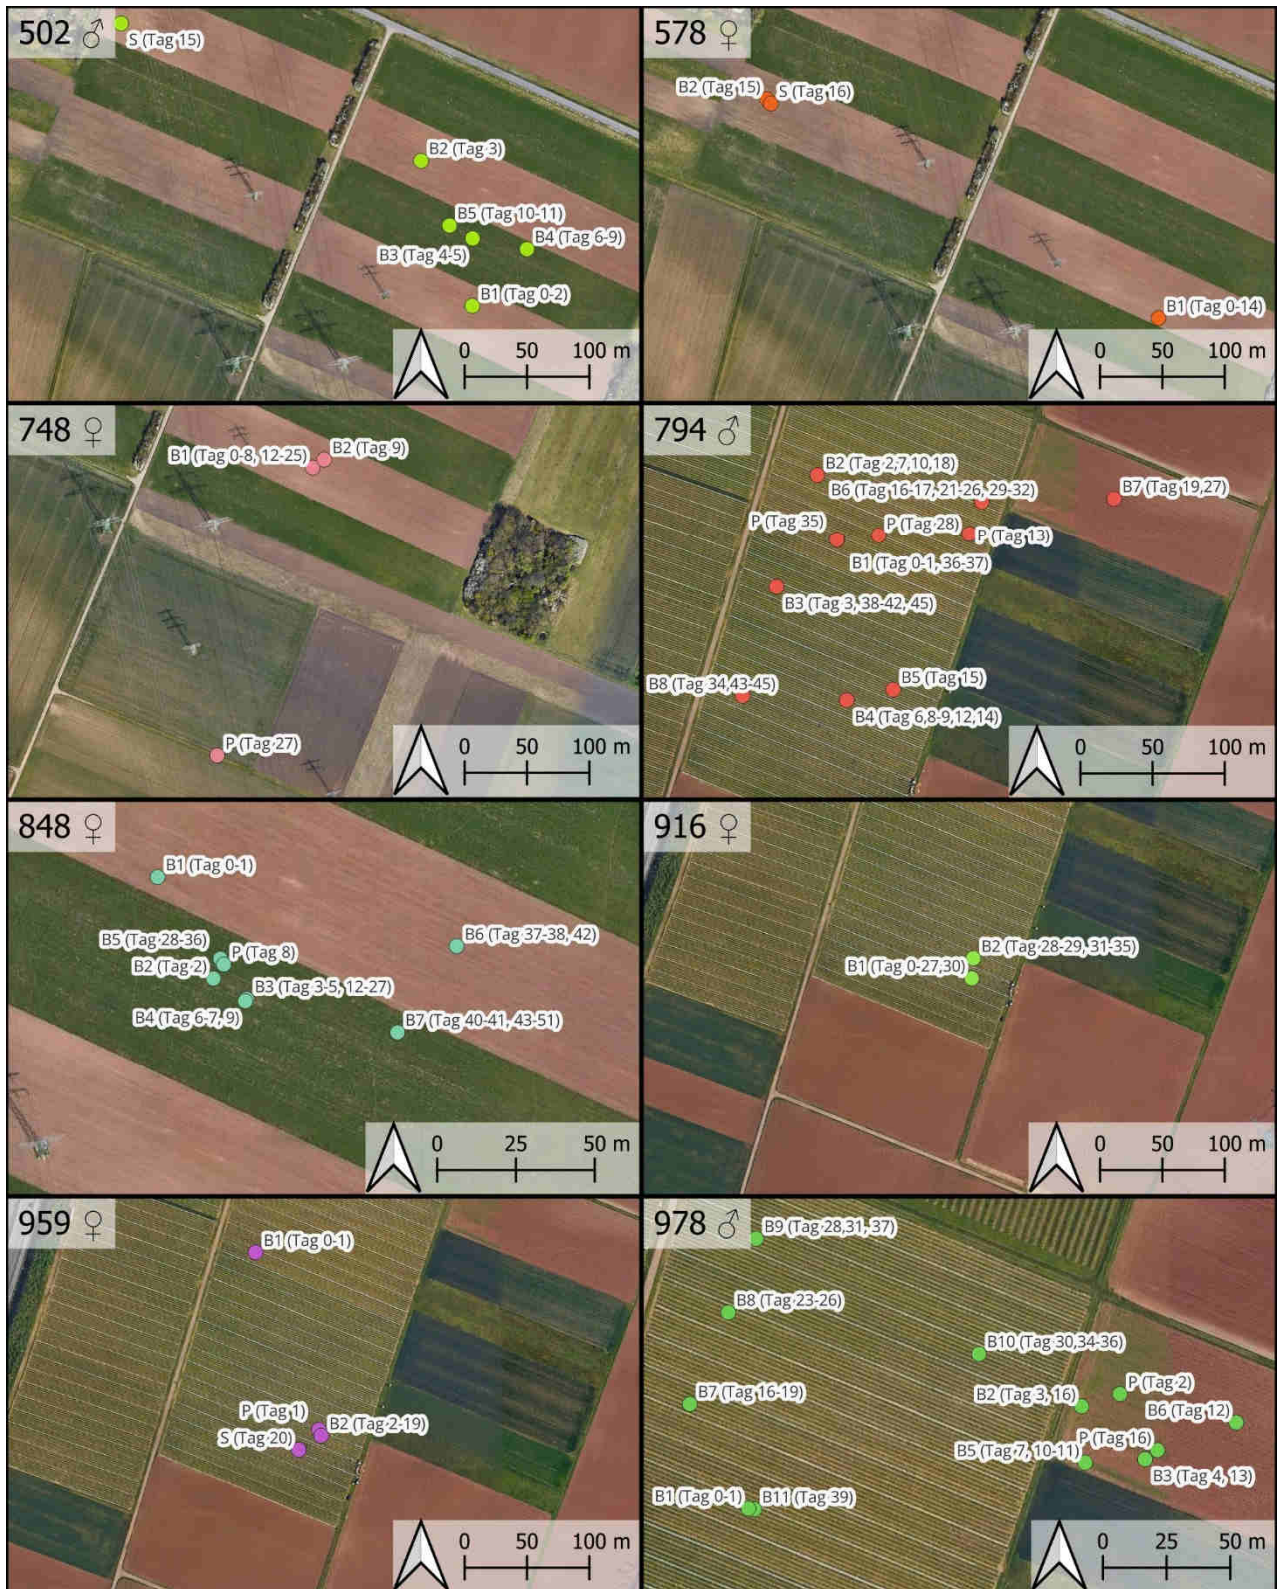 502 ♂
S (Tag 15)
B2 (Tag 3)
B5 (Tag 10-11)
B4 (Tag 6-9)
B3 (Tag 4-5)
B1 (Tag 0-2)
0 50 100 m
578 ♀
B2 (Tag 15)
S (Tag 16)
B1 (Tag 0-14)
0 50 100 m
748 ♀
B2 (Tag 9)
B1 (Tag 0-8, 12-25)
P (Tag 27)
0 50 100 m
794 ♂
B2 (Tag 2,7,10,18)
B6 (Tag 16-17, 21-26, 29-32)
B7 (Tag 19,27)
P (Tag 35)
P (Tag 28)
P (Tag 13)
B1 (Tag 0-1, 36-37)
B3 (Tag 3, 38-42, 45)
B5 (Tag 15)
B8 (Tag 34,43-45)
B4 (Tag 6,8-9,12,14)
0 50 100 m
848 ♀
B1 (Tag 0-1)
B6 (Tag 37-38, 42)
B5 (Tag 28-36)
P (Tag 8)
B2 (Tag 2)
B3 (Tag 3-5, 12-27)
B4 (Tag 6-7, 9)
B7 (Tag 40-41, 43-51)
0 25 50 m
916 ♀
B2 (Tag 28-29, 31-35)
B1 (Tag 0-27,30)
0 50 100 m
959 ♀
B1 (Tag 0-1)
P (Tag 1)
B2 (Tag 2-19)
S (Tag 20)
0 50 100 m
978 ♂
B9 (Tag 28,31, 37)
B8 (Tag 23-26)
B10 (Tag 30,34-36)
P (Tag 2)
B7 (Tag 16-19)
B2 (Tag 3, 16)
B6 (Tag 12)
P (Tag 16)
B5 (Tag 7, 10-11)
B3 (Tag 4, 13)
B1 (Tag 0-1)
B11 (Tag 39)
0 25 50 m